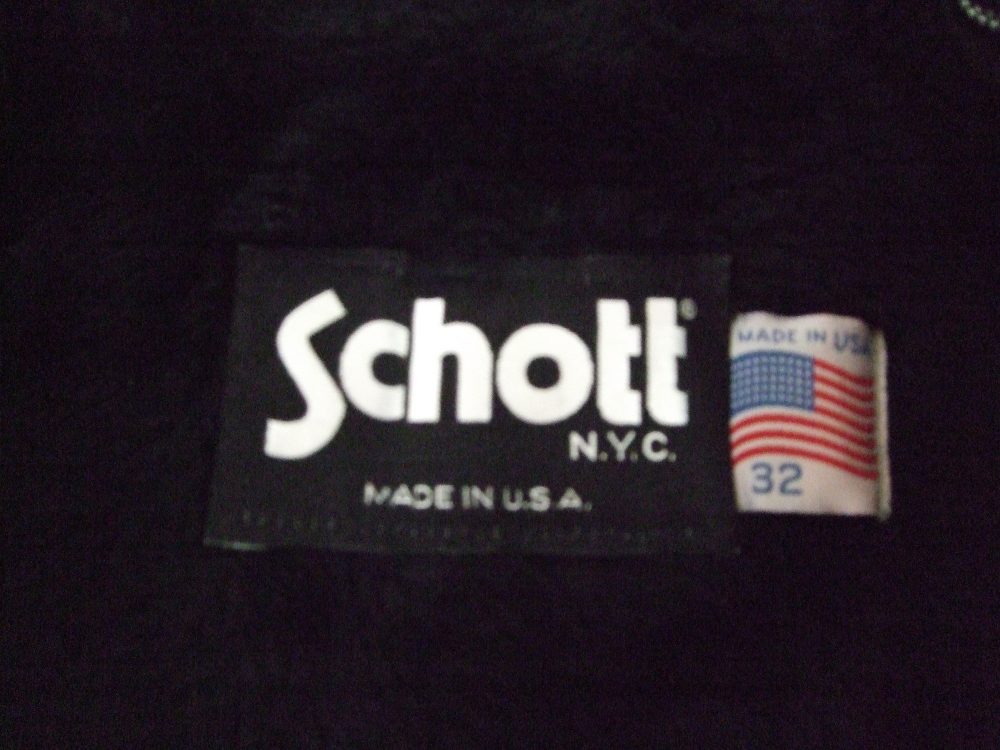 Schott®
N.Y.C.
MADE IN U.S.A.
MADE IN USA
32